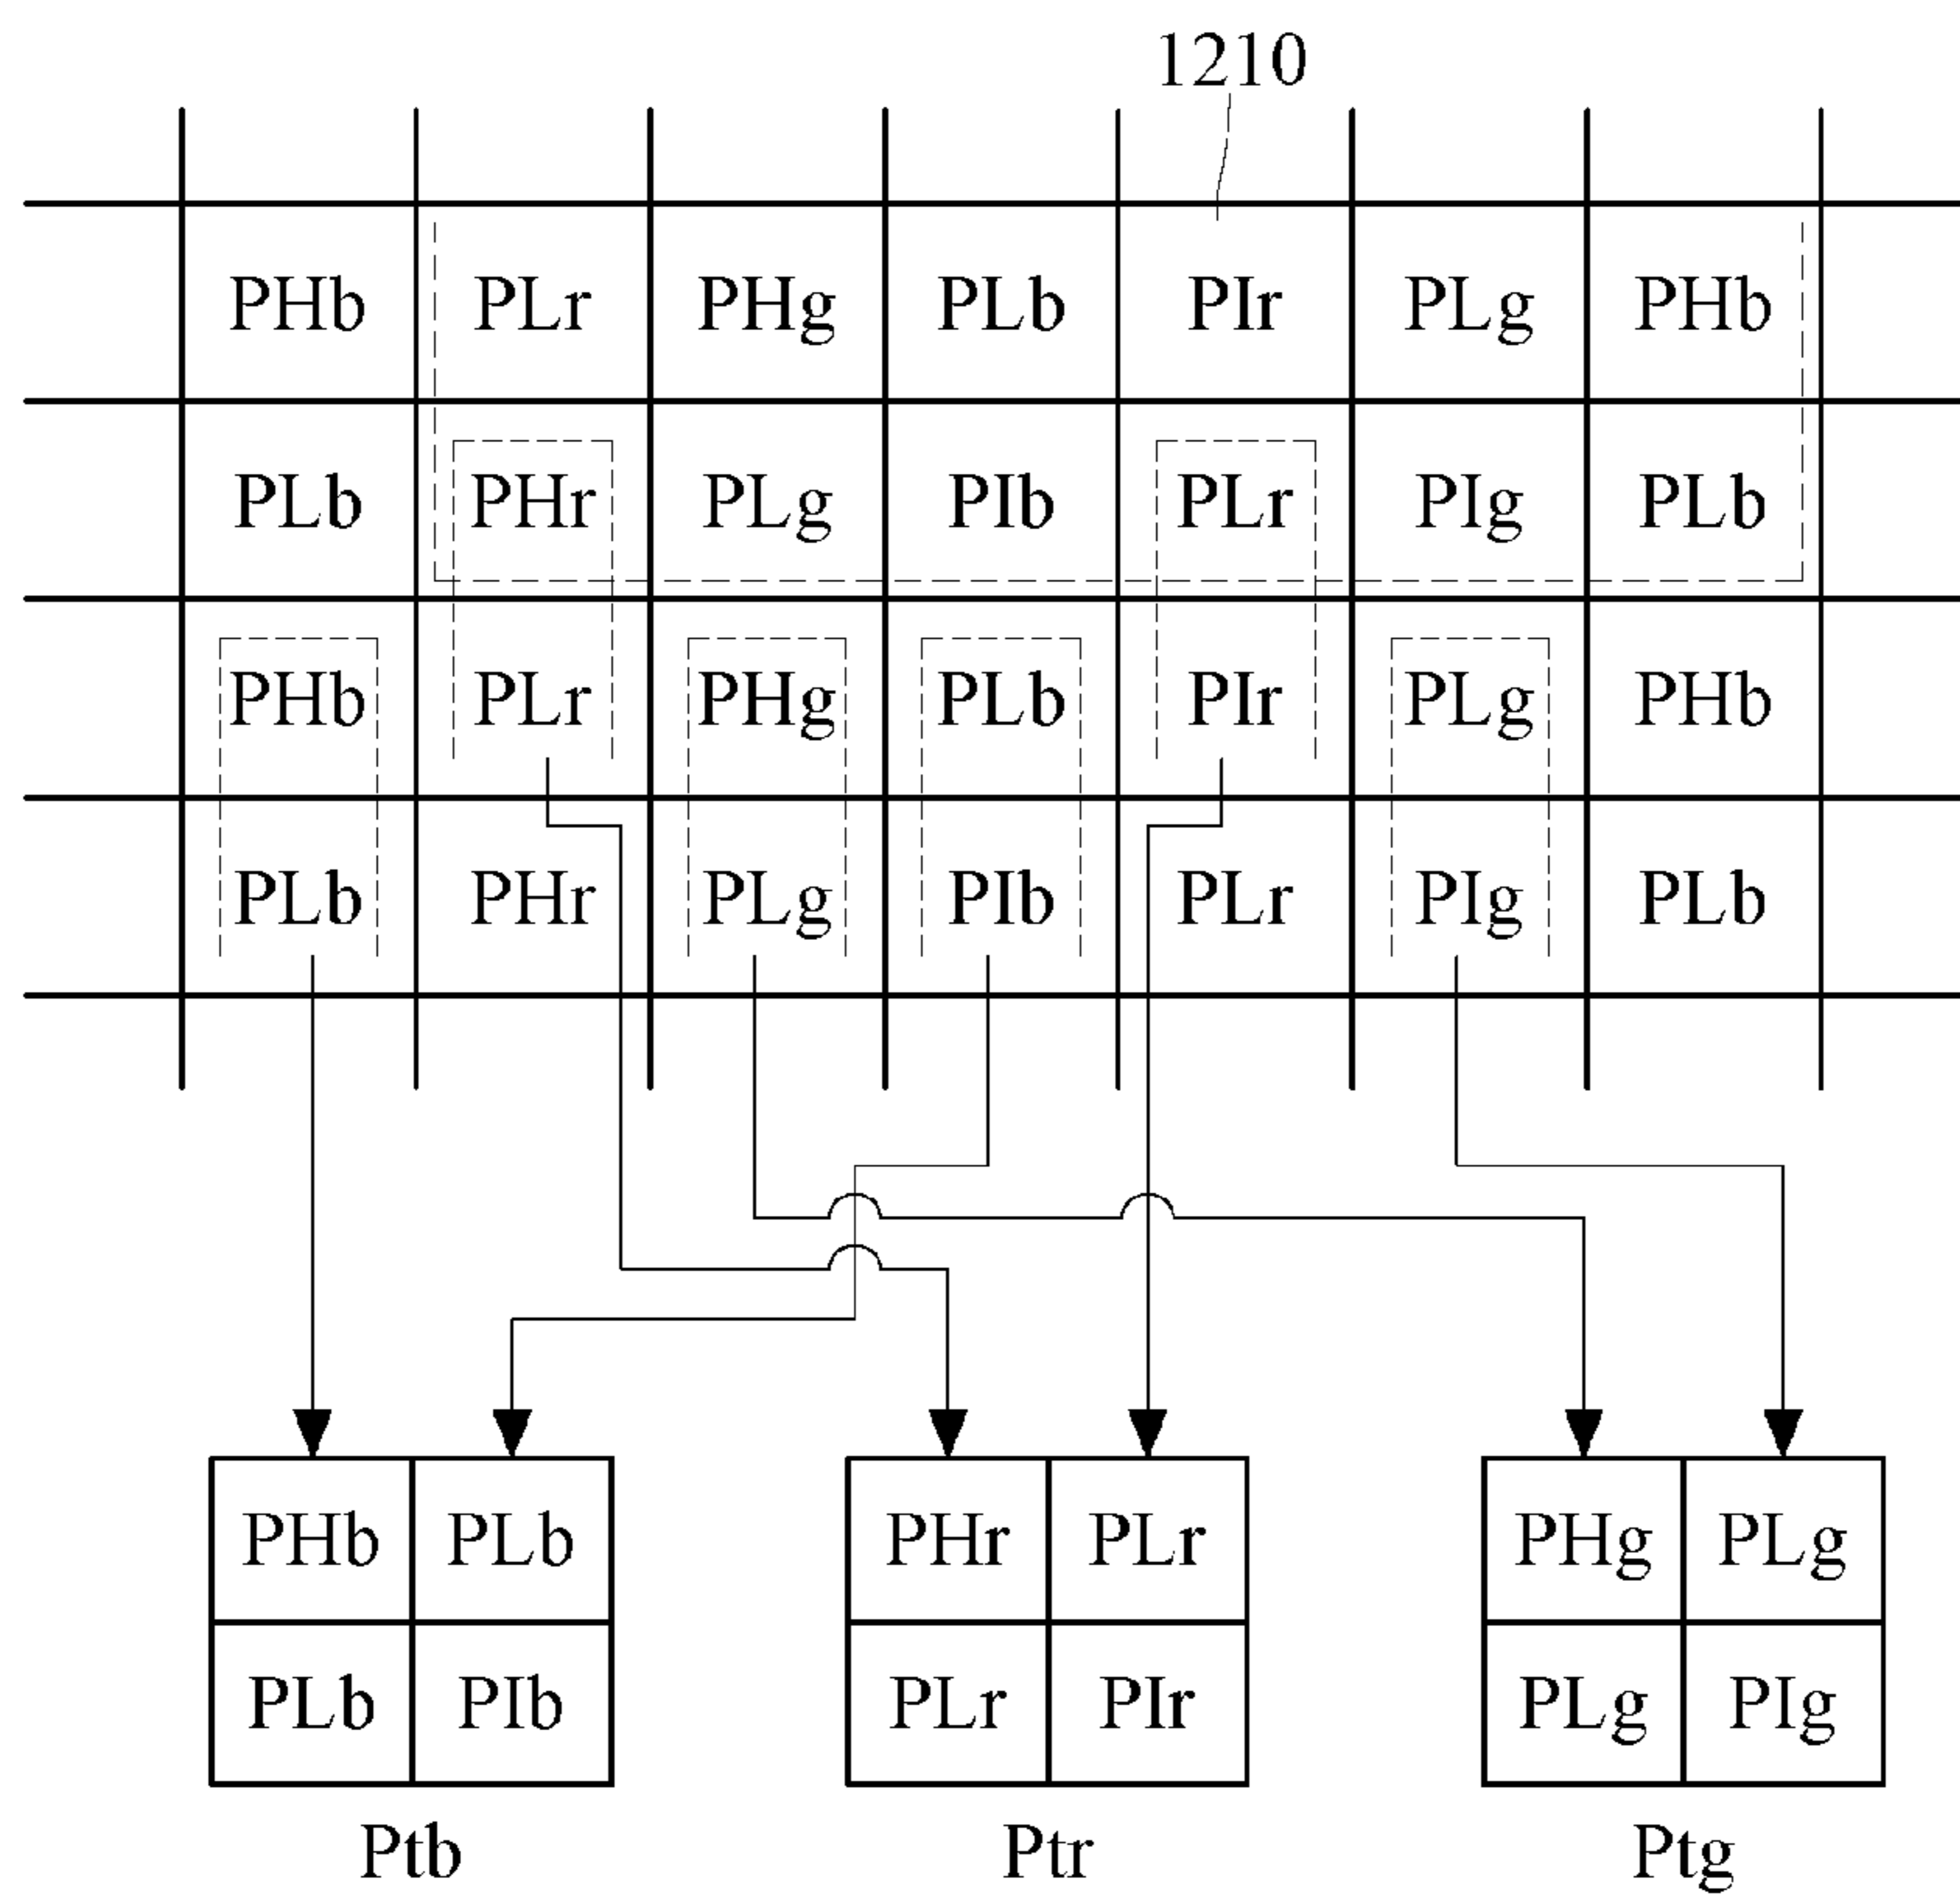 1210
PHb PLr PHg PLb PIr PLg PHb
PLb PHr PLg PIb PLr PIg PLb
PHb PLr PHg PLb PIr PLg PHb
PLb PHr PLg PIb PLr PIg PLb
PHb PLb PHr PLr PHg PLg
PLb PIb PLr PIr PLg PIg
Ptb Ptr Ptg